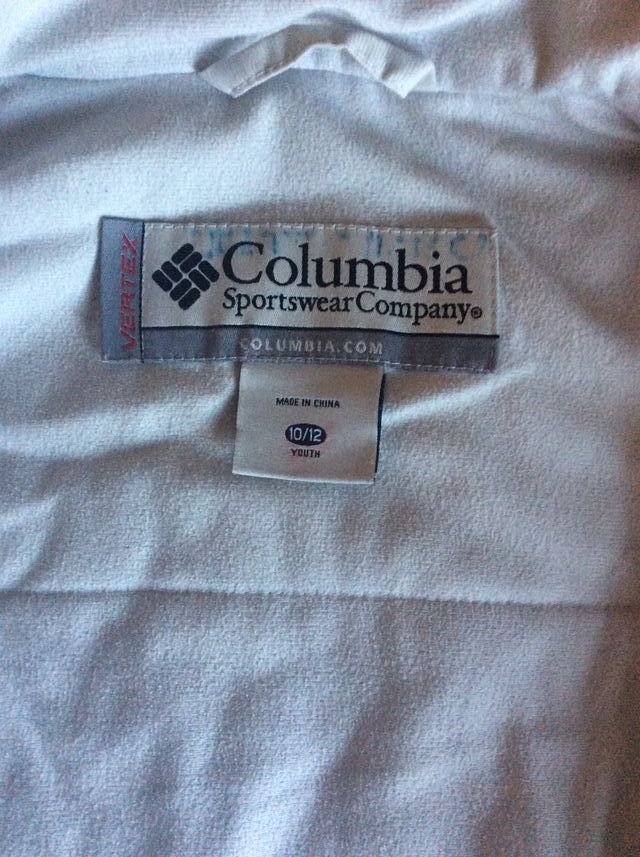 VERTEX
Columbia
Sportswear Company®
COLUMBIA.COM
MADE IN CHINA
10/12
YOUTH